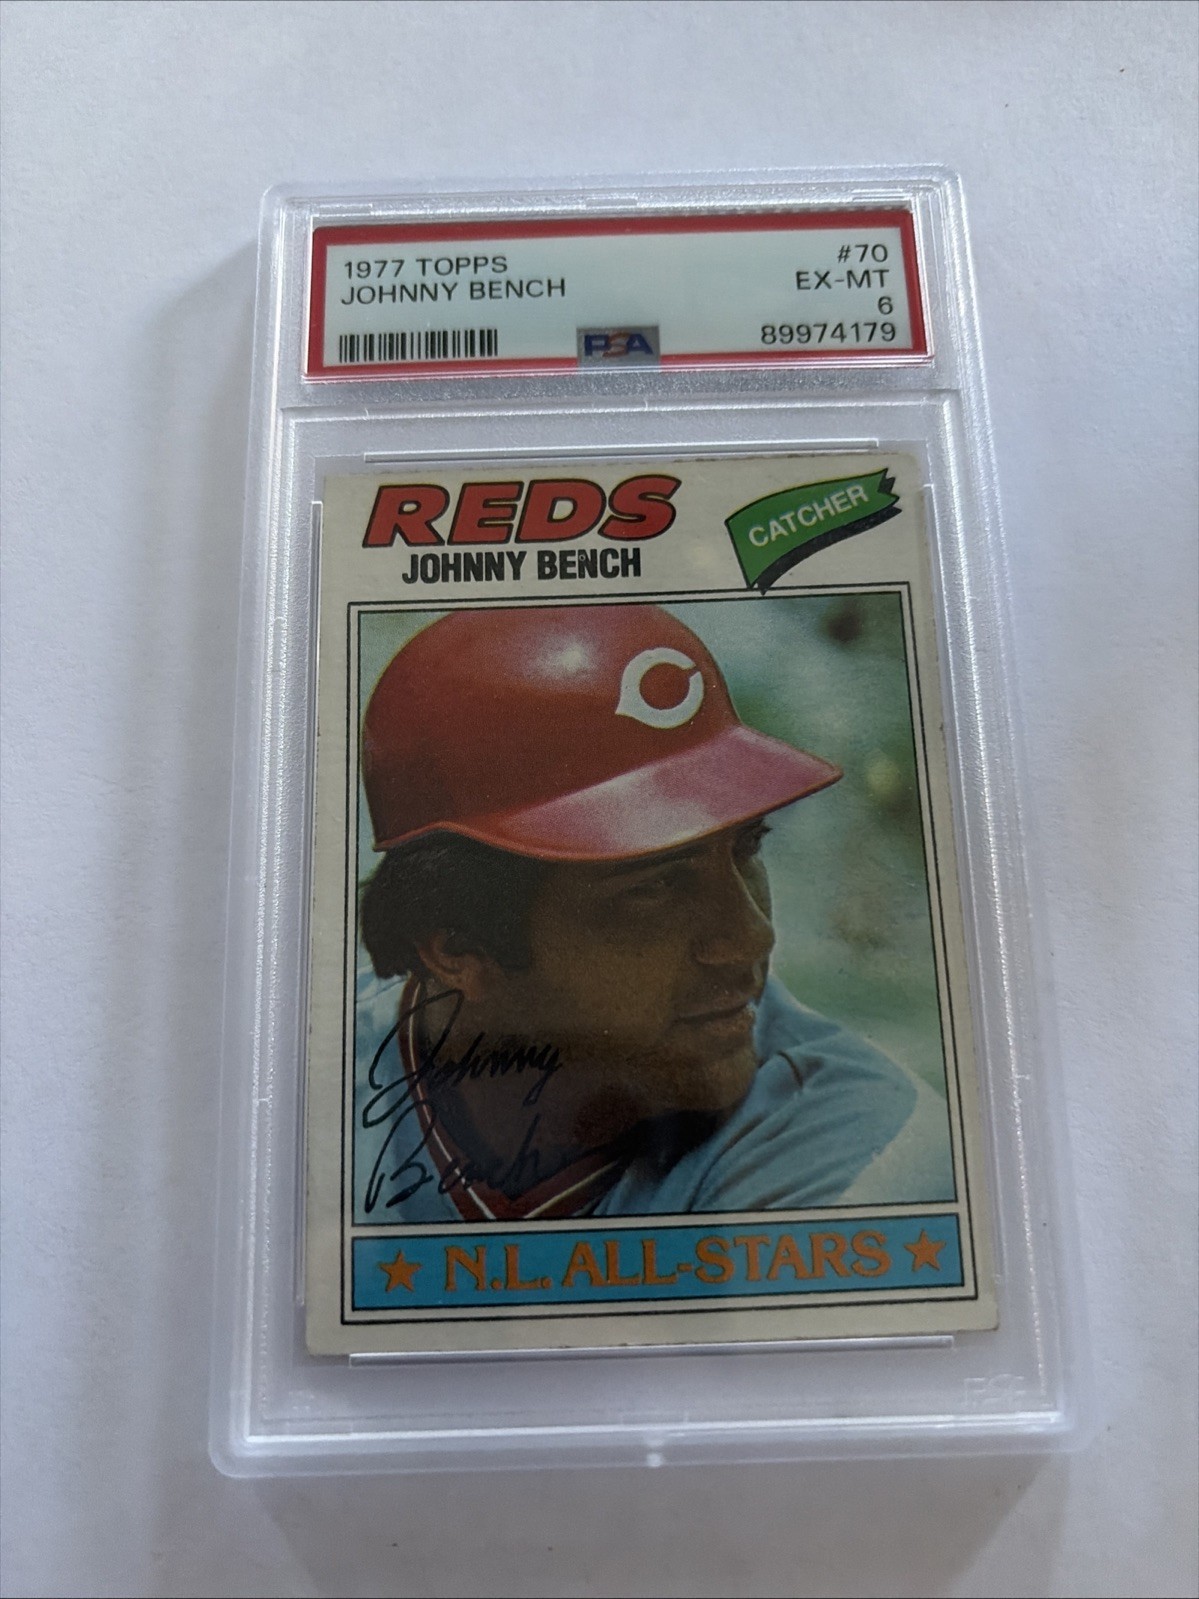 1977 TOPPS #70
JOHNNY BENCH EX-MT
6
PSA 89974179
REDS CATCHER
JOHNNY BENCH
C
Johnny
Bench
★ N.L. ALL-STARS ★